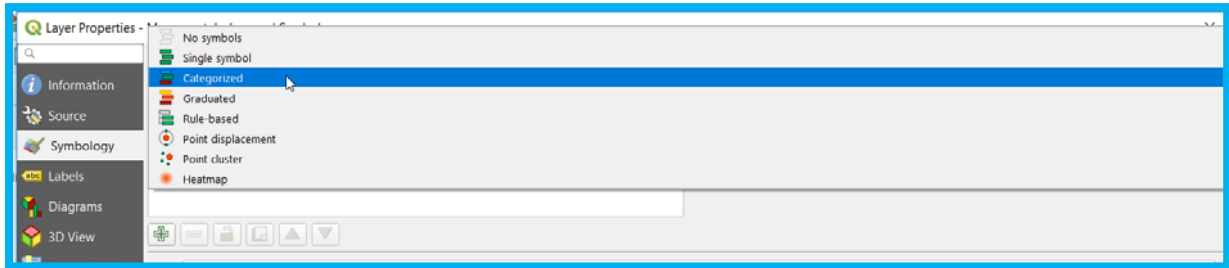 Layer Properties -
No symbols
Single symbol
Categorized
Graduated
Rule-based
Point displacement
Point cluster
Heatmap
Information
Source
Symbology
abc Labels
Diagrams
3D View